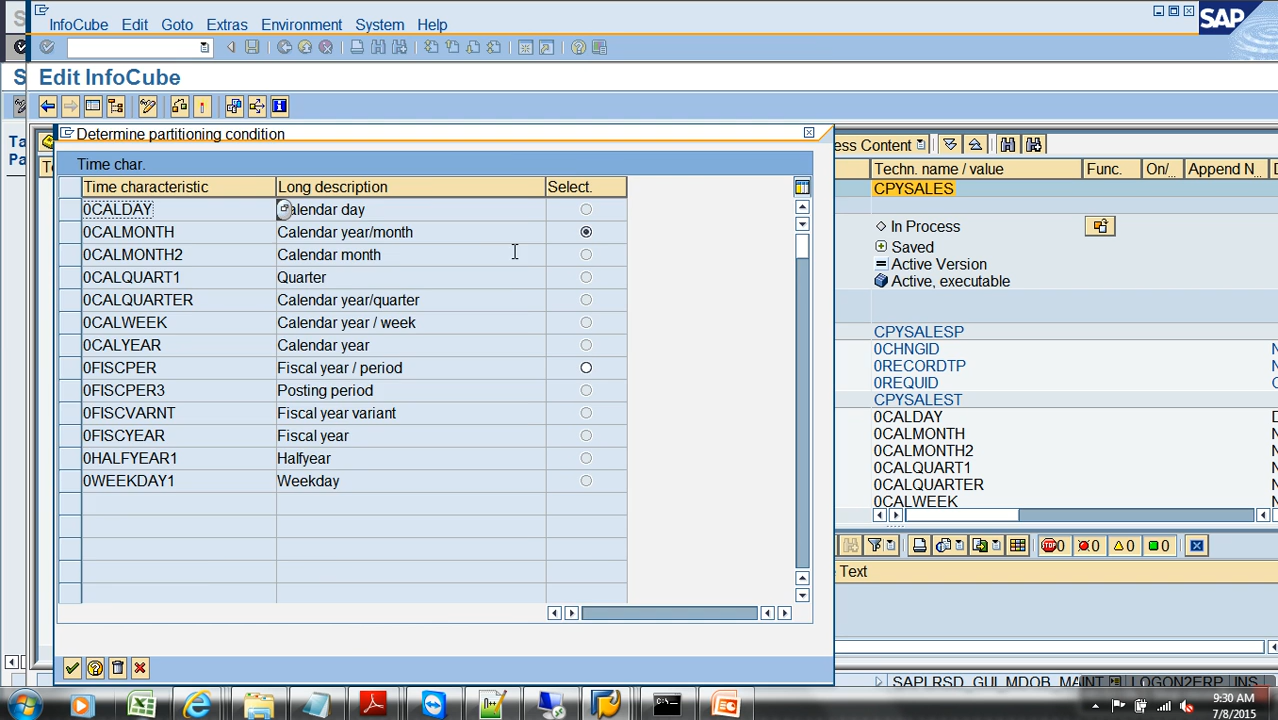 InfoCube Edit Goto Extras Environment System Help
SAP
Edit InfoCube
Determine partitioning condition
Time char.
Time characteristic Long description Select.
0CALDAY alendar day
0CALMONTH Calendar year/month
0CALMONTH2 Calendar month
0CALQUART1 Quarter
0CALQUARTER Calendar year/quarter
0CALWEEK Calendar year / week
0CALYEAR Calendar year
0FISCPER Fiscal year / period
0FISCPER3 Posting period
0FISCVARNT Fiscal year variant
0FISCYEAR Fiscal year
0HALFYEAR1 Halfyear
0WEEKDAY1 Weekday
S
S
Ta
Pa
ess Content
Techn. name / value Func. On/... Append N...
CPYSALES
In Process
Saved
Active Version
Active, executable
CPYSALESP
0CHNGID
0RECORDTP
0REQUID
CPYSALEST
0CALDAY
0CALMONTH
0CALMONTH2
0CALQUART1
0CALQUARTER
0CALWEEK
STOP 0 0 0 0
Text
INS
9:30 AM
7/8/2015